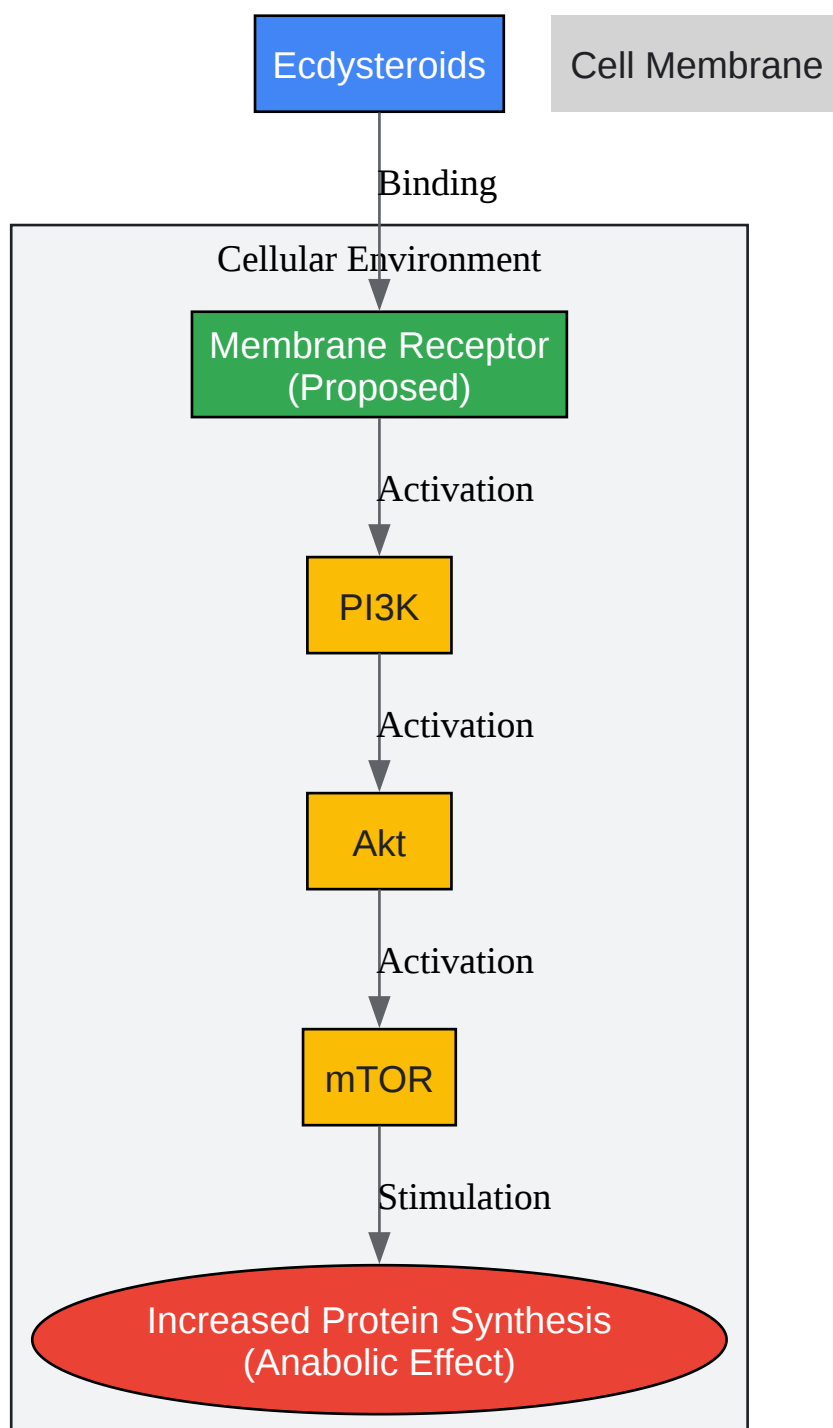 Ecdysteroids
Cell Membrane
Binding
Cellular Environment
Membrane Receptor
(Proposed)
Activation
PI3K
Activation
Akt
Activation
mTOR
Stimulation
Increased Protein Synthesis
(Anabolic Effect)